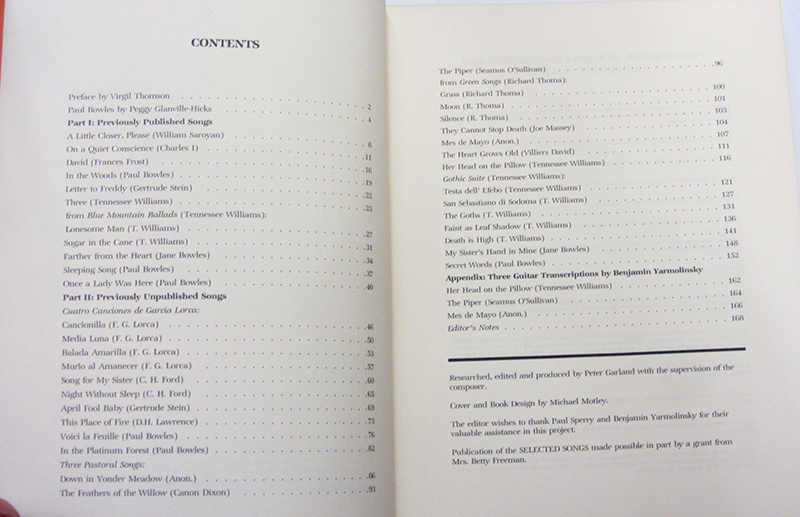 CONTENTS
Preface by Virgil Thomson 2
Paul Bowles by Peggy Glanville-Hicks 4
Part I: Previously Published Songs
A Little Closer, Please (William Saroyan) 8
On a Quiet Conscience (Charles I) 11
David (Frances Frost) 16
In the Woods (Paul Bowles) 19
Letter to Freddy (Gertrude Stein) 22
Three (Tennessee Williams) 25
from Blue Mountain Ballads (Tennessee Williams):
Lonesome Man (T. Williams) 27
Sugar in the Cane (T. Williams) 31
Farther from the Heart (Jane Bowles) 34
Sleeping Song (Paul Bowles) 37
Once a Lady Was Here (Paul Bowles) 40
Part II: Previously Unpublished Songs
Cuatro Canciones de Garcia Lorca:
Cancionilla (F. G. Lorca) 46
Media Luna (F. G. Lorca) 50
Balada Amarilla (F. G. Lorca) 53
Murio al Amanecer (F. G. Lorca) 57
Song for My Sister (C. H. Ford) 60
Night Without Sleep (C. H. Ford) 65
April Fool Baby (Gertrude Stein) 69
This Place of Fire (D.H. Lawrence) 73
Voici la Feuille (Paul Bowles) 76
In the Platinum Forest (Paul Bowles) 82
Three Pastoral Songs:
Down in Yonder Meadow (Anon.) 86
The Feathers of the Willow (Canon Dixon) 93
The Piper (Seamus O'Sullivan) 96
from Green Songs (Richard Thoma):
Grass (Richard Thoma) 100
Moon (R. Thoma) 101
Silence (R. Thoma) 103
They Cannot Stop Death (Joe Massey) 104
Mes de Mayo (Anon.) 107
The Heart Grows Old (Villiers David) 111
Her Head on the Pillow (Tennessee Williams) 116
Gothic Suite (Tennessee Williams):
Testa dell' Efebo (Tennessee Williams) 121
San Sebastiano di Sodoma (T. Williams) 127
The Goths (T. Williams) 131
Faint as Leaf Shadow (T. Williams) 136
Death is High (T. Williams) 141
My Sister's Hand in Mine (Jane Bowles) 148
Secret Words (Paul Bowles) 152
Appendix: Three Guitar Transcriptions by Benjamin Yarmolinsky
Her Head on the Pillow (Tennessee Williams) 162
The Piper (Seamus O'Sullivan) 164
Mes de Mayo (Anon.) 166
Editor's Notes 168
Researched, edited and produced by Peter Garland with the supervision of the
composer.
Cover and Book Design by Michael Motley.
The editor wishes to thank Paul Sperry and Benjamin Yarmolinsky for their
valuable assistance in this project.
Publication of the SELECTED SONGS made possible in part by a grant from
Mrs. Betty Freeman.